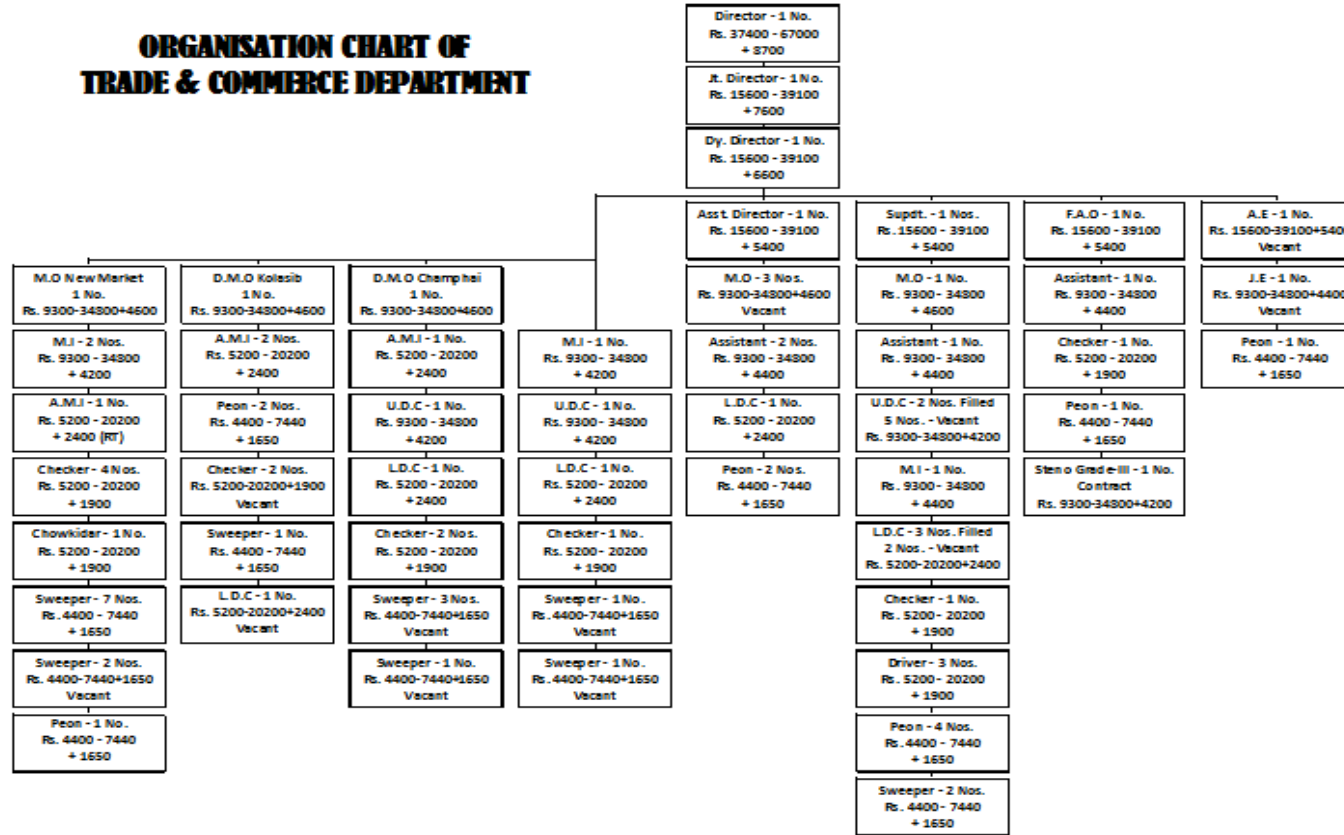 ORGANISATION CHART OF
TRADE & COMMERCE DEPARTMENT
Director - 1 No.
Rs. 37400 - 67000
+ 8700
Jt. Director - 1 No.
Rs. 15600 - 39100
+ 7600
Dy. Director - 1 No.
Rs. 15600 - 39100
+ 6600
Asst. Director - 1 No.
Rs. 15600 - 39100
+ 5400
Supdt. - 1 Nos.
Rs. 15600 - 39100
+ 5400
F.A.O - 1 No.
Rs. 15600 - 39100
+ 5400
A.E - 1 No.
Rs. 15600-39100+540
Vacant
M.O New Market
1 No.
Rs. 9300-34800+4600
M.I - 2 Nos.
Rs. 9300 - 34800
+ 4200
A.M.I - 1 No.
Rs. 5200 - 20200
+ 2400 (RT)
Checker - 4 Nos.
Rs. 5200 - 20200
+ 1900
Chowkidar - 1 No.
Rs. 5200 - 20200
+ 1900
Sweeper - 7 Nos.
Rs. 4400 - 7440
+ 1650
Sweeper - 2 Nos.
Rs. 4400-7440+1650
Vacant
Peon - 1 No.
Rs. 4400 - 7440
+ 1650
D.M.O Kolasib
1 No.
Rs. 9300-34800+4600
A.M.I - 2 Nos.
Rs. 5200 - 20200
+ 2400
Peon - 2 Nos.
Rs. 4400 - 7440
+ 1650
Checker - 2 Nos.
Rs. 5200-20200+1900
Vacant
Sweeper - 1 No.
Rs. 4400 - 7440
+ 1650
L.D.C - 1 No.
Rs. 5200-20200+2400
Vacant
D.M.O Champhai
1 No.
Rs. 9300-34800+4600
A.M.I - 1 No.
Rs. 5200 - 20200
+ 2400
U.D.C - 1 No.
Rs. 9300 - 34800
+ 4200
L.D.C - 1 No.
Rs. 5200 - 20200
+ 2400
Checker - 2 Nos.
Rs. 5200 - 20200
+ 1900
Sweeper - 3 Nos.
Rs. 4400-7440+1650
Vacant
Sweeper - 1 No.
Rs. 4400-7440+1650
Vacant
M.I - 1 No.
Rs. 9300 - 34800
+ 4200
U.D.C - 1 No.
Rs. 9300 - 34800
+ 4200
L.D.C - 1 No.
Rs. 5200 - 20200
+ 2400
Checker - 1 No.
Rs. 5200 - 20200
+ 1900
Sweeper - 1 No.
Rs. 4400-7440+1650
Vacant
Sweeper - 1 No.
Rs. 4400-7440+1650
Vacant
M.O - 3 Nos.
Rs. 9300-34800+4600
Vacant
Assistant - 2 Nos.
Rs. 9300 - 34800
+ 4400
L.D.C - 1 No.
Rs. 5200 - 20200
+ 2400
Peon - 2 Nos.
Rs. 4400 - 7440
+ 1650
M.O - 1 No.
Rs. 9300 - 34800
+ 4600
Assistant - 1 No.
Rs. 9300 - 34800
+ 4400
U.D.C - 2 Nos. Filled
5 Nos. - Vacant
Rs. 9300-34800+4200
M.I - 1 No.
Rs. 9300 - 34800
+ 4400
L.D.C - 3 Nos. Filled
2 Nos. - Vacant
Rs. 5200-20200+2400
Checker - 1 No.
Rs. 5200 - 20200
+ 1900
Driver - 3 Nos.
Rs. 5200 - 20200
+ 1900
Peon - 4 Nos.
Rs. 4400 - 7440
+ 1650
Sweeper - 2 Nos.
Rs. 4400 - 7440
+ 1650
Assistant - 1 No.
Rs. 9300 - 34800
+ 4400
Checker - 1 No.
Rs. 5200 - 20200
+ 1900
Peon - 1 No.
Rs. 4400 - 7440
+ 1650
Steno Grade-III - 1 No.
Contract
Rs. 9300-34800+4200
J.E - 1 No.
Rs. 9300-34800+4400
Vacant
Peon - 1 No.
Rs. 4400 - 7440
+ 1650